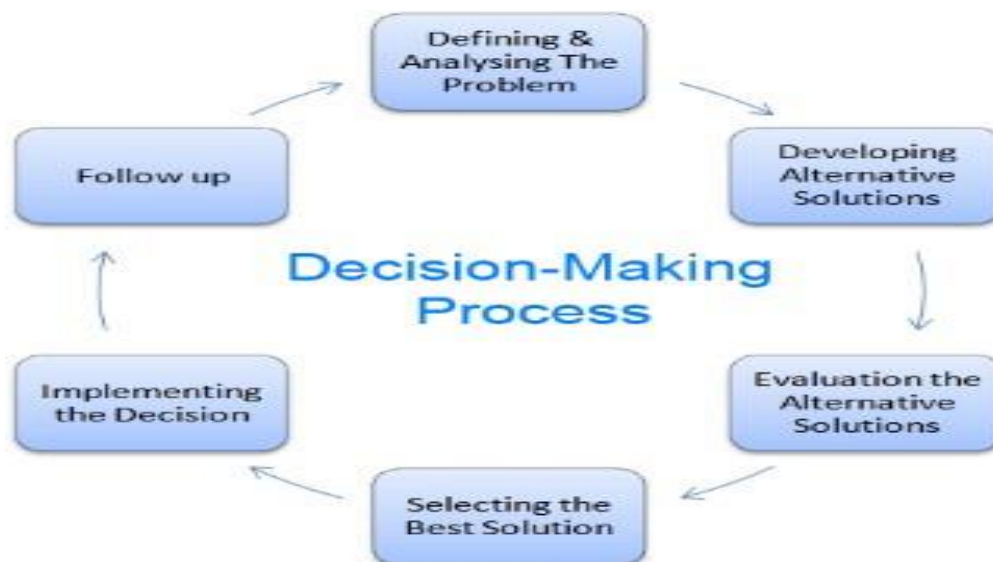 Defining &
Analysing The
Problem
Developing
Alternative
Solutions
Evaluation the
Alternative
Solutions
Selecting the
Best Solution
Implementing
the Decision
Follow up
Decision-Making
Process